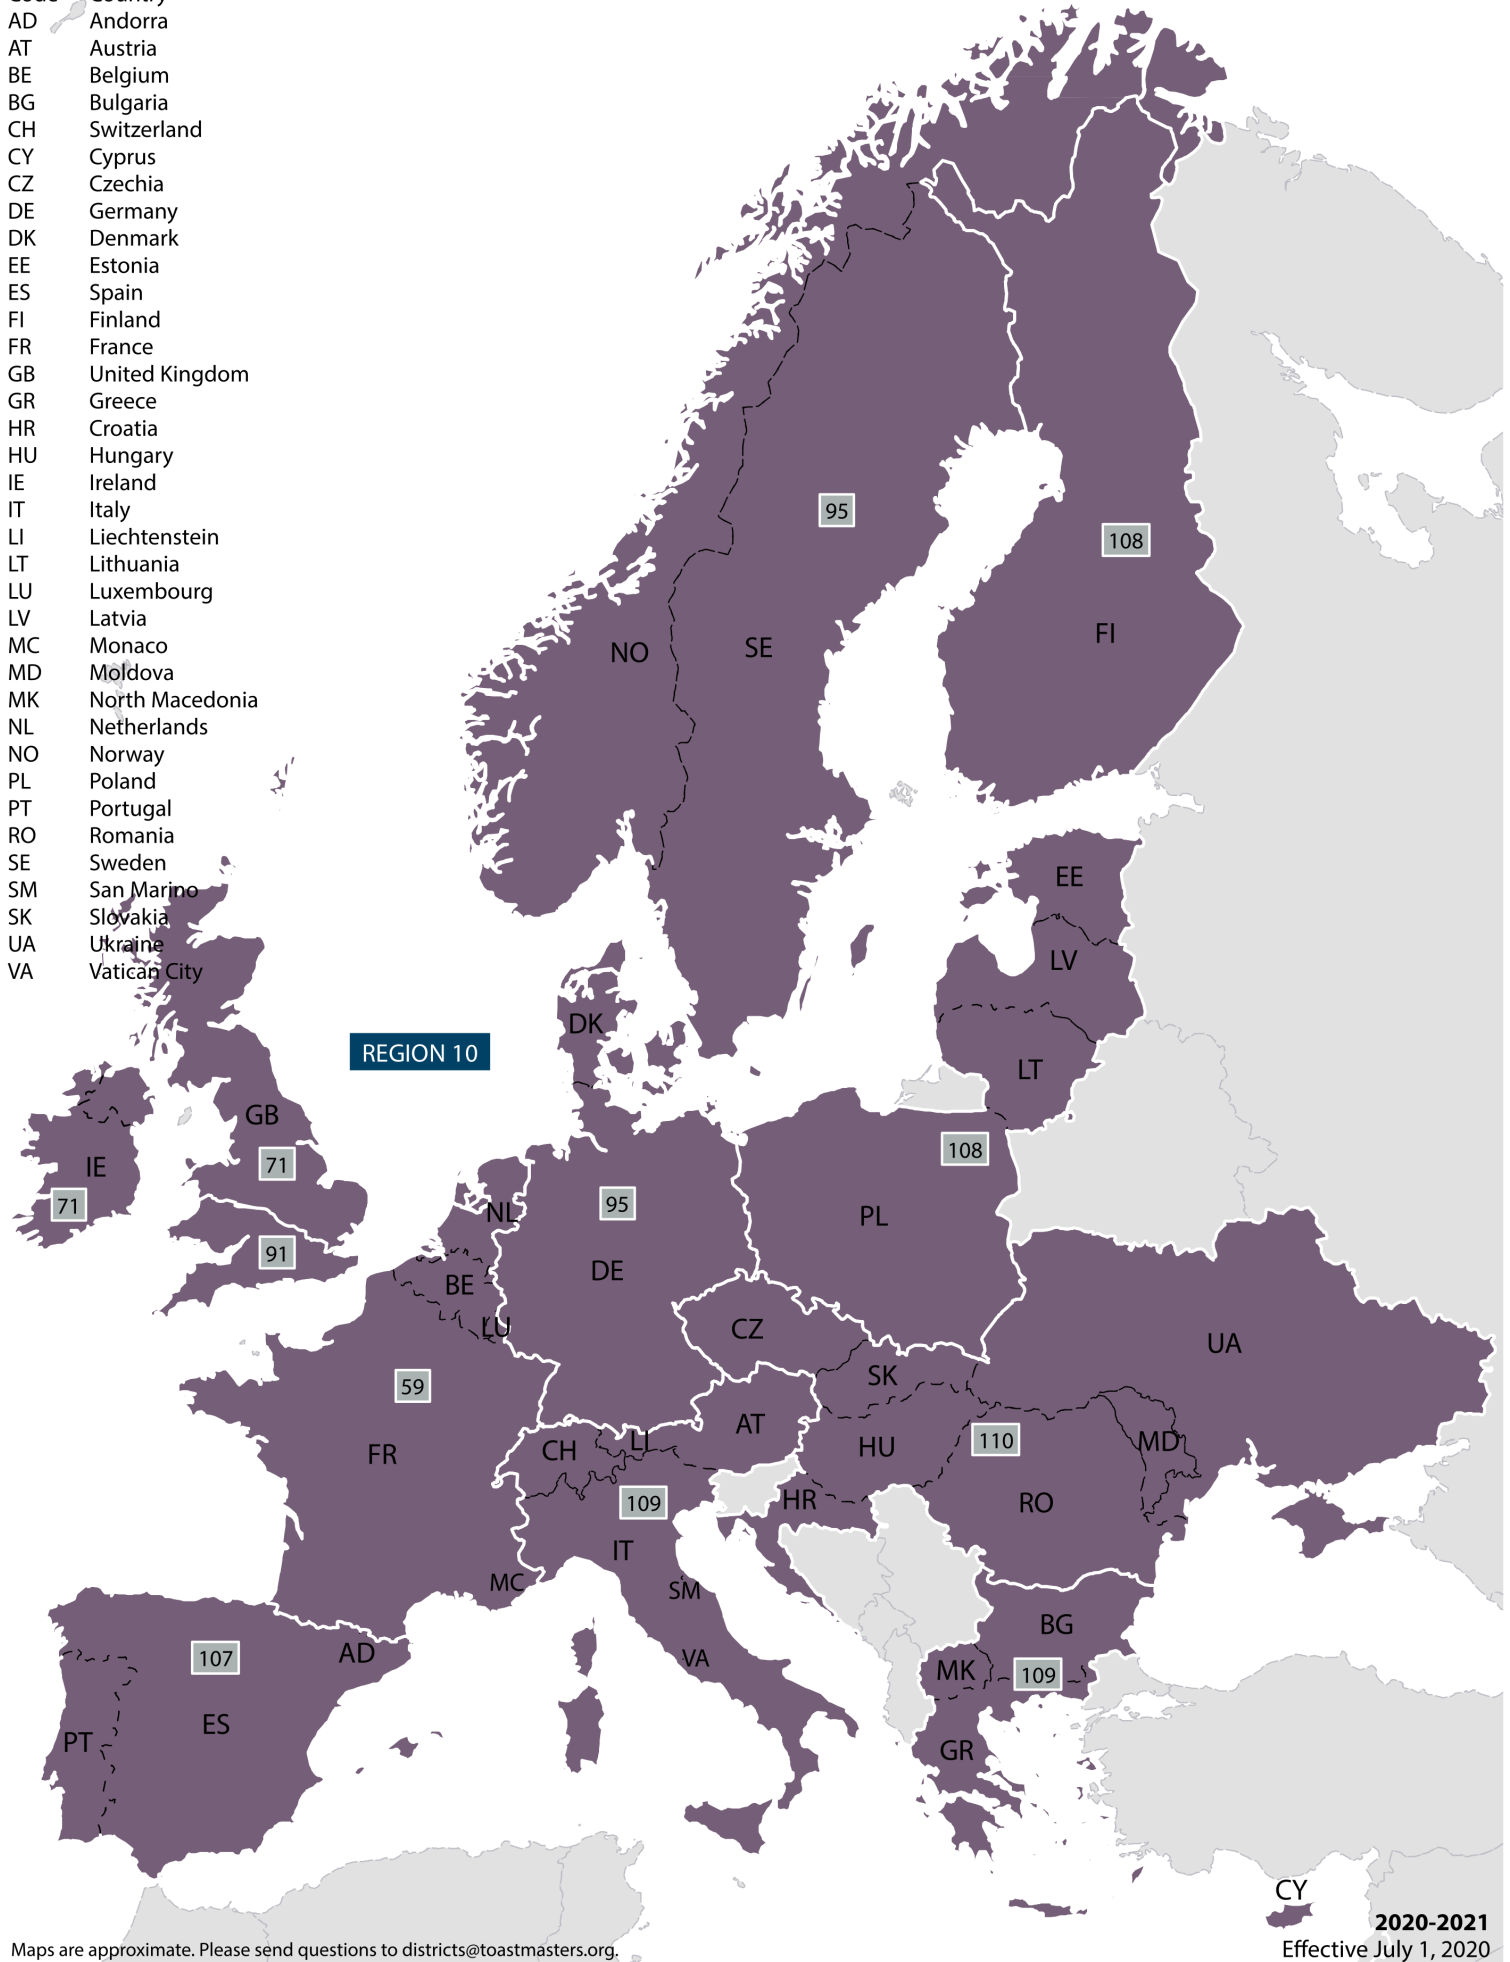 Code Country
AD Andorra
AT Austria
BE Belgium
BG Bulgaria
CH Switzerland
CY Cyprus
CZ Czechia
DE Germany
DK Denmark
EE Estonia
ES Spain
FI Finland
FR France
GB United Kingdom
GR Greece
HR Croatia
HU Hungary
IE Ireland
IT Italy
LI Liechtenstein
LT Lithuania
LU Luxembourg
LV Latvia
MC Monaco
MD Moldova
MK North Macedonia
NL Netherlands
NO Norway
PL Poland
PT Portugal
RO Romania
SE Sweden
SM San Marino
SK Slovakia
UA Ukraine
VA Vatican City
95
108
FI
SE
NO
EE
LV
DK
REGION 10
LT
GB
108
71
IE
95
71
NL
PL
91
DE
BE
LU
CZ
UA
SK
59
AT
110
LI
MD
HU
CH
FR
HR
109
RO
IT
MC
SM
BG
AD
107
VA
MK
109
ES
PT
GR
CY
2020-2021
Effective July 1, 2020
Maps are approximate. Please send questions to districts@toastmasters.org.